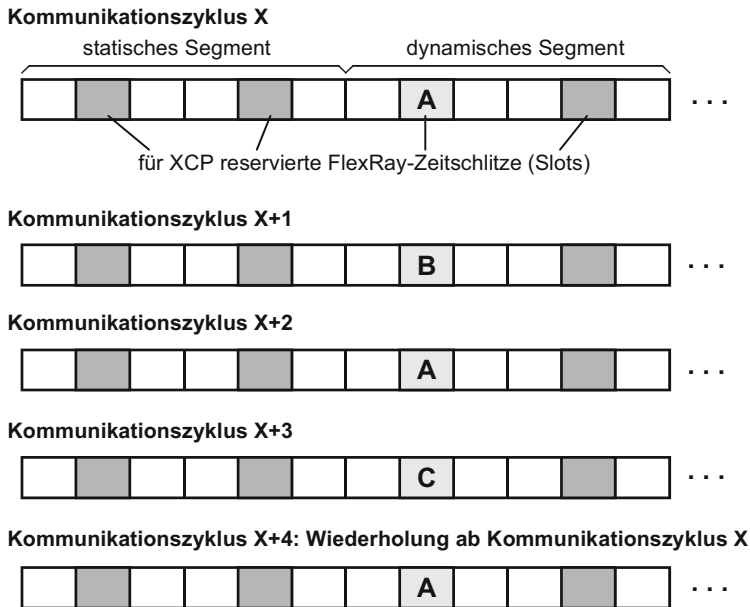 Kommunikationszyklus X
statisches Segment dynamisches Segment
A . . .
für XCP reservierte FlexRay-Zeitschlitze (Slots)
Kommunikationszyklus X+1
B . . .
Kommunikationszyklus X+2
A . . .
Kommunikationszyklus X+3
C . . .
Kommunikationszyklus X+4: Wiederholung ab Kommunikationszyklus X
A . . .